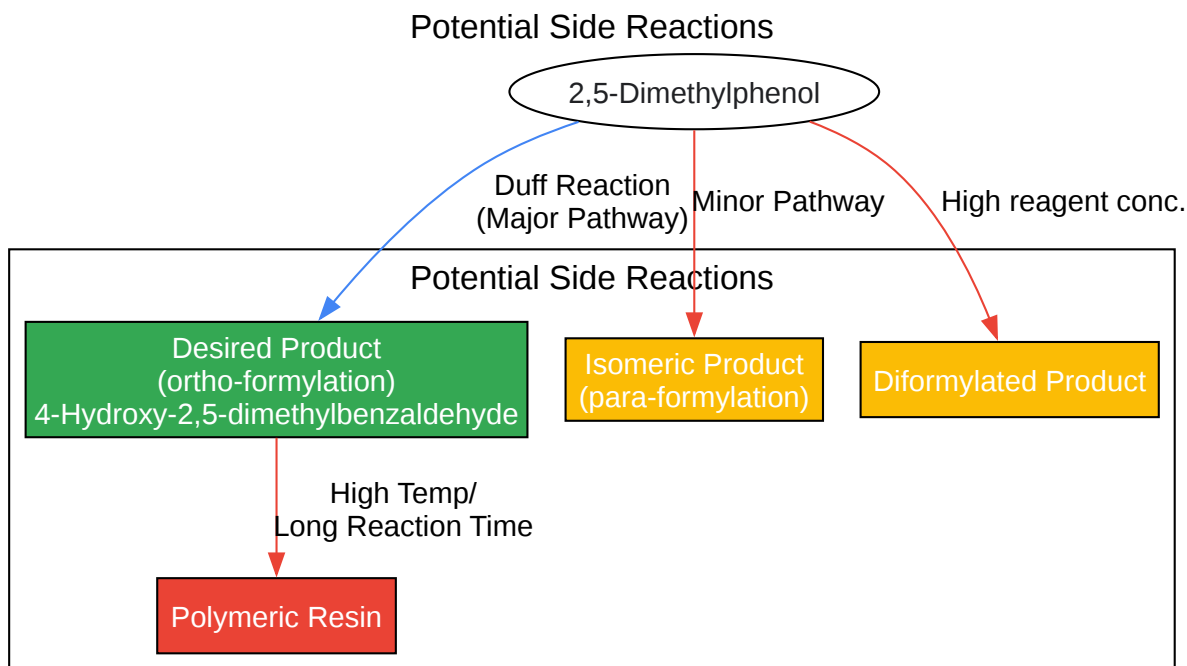 Potential Side Reactions
2,5-Dimethylphenol
Duff Reaction
(Major Pathway)
Minor Pathway
High reagent conc.
Potential Side Reactions
Desired Product
(ortho-formylation)
4-Hydroxy-2,5-dimethylbenzaldehyde
Isomeric Product
(para-formylation)
Diformylated Product
High Temp/
Long Reaction Time
Polymeric Resin